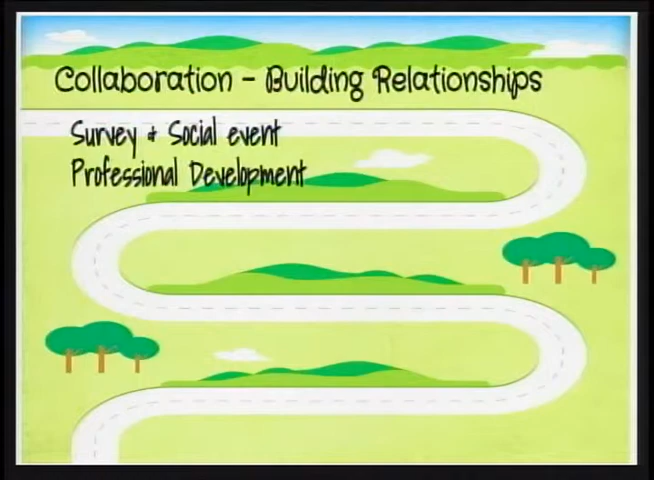 Collaboration - Building Relationships
Survey & Social event
Professional Development